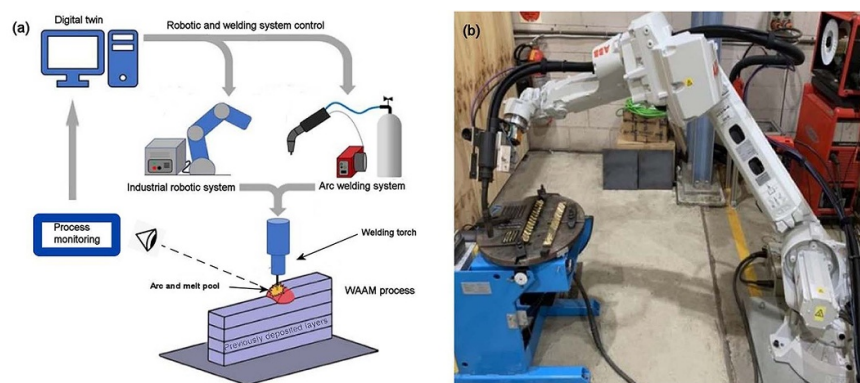 (a)
Digital twin
Robotic and welding system control
Industrial robotic system
Arc welding system
Process
monitoring
Welding torch
Arc and melt pool
WAAM process
Previously deposited layers
(b)
ABB